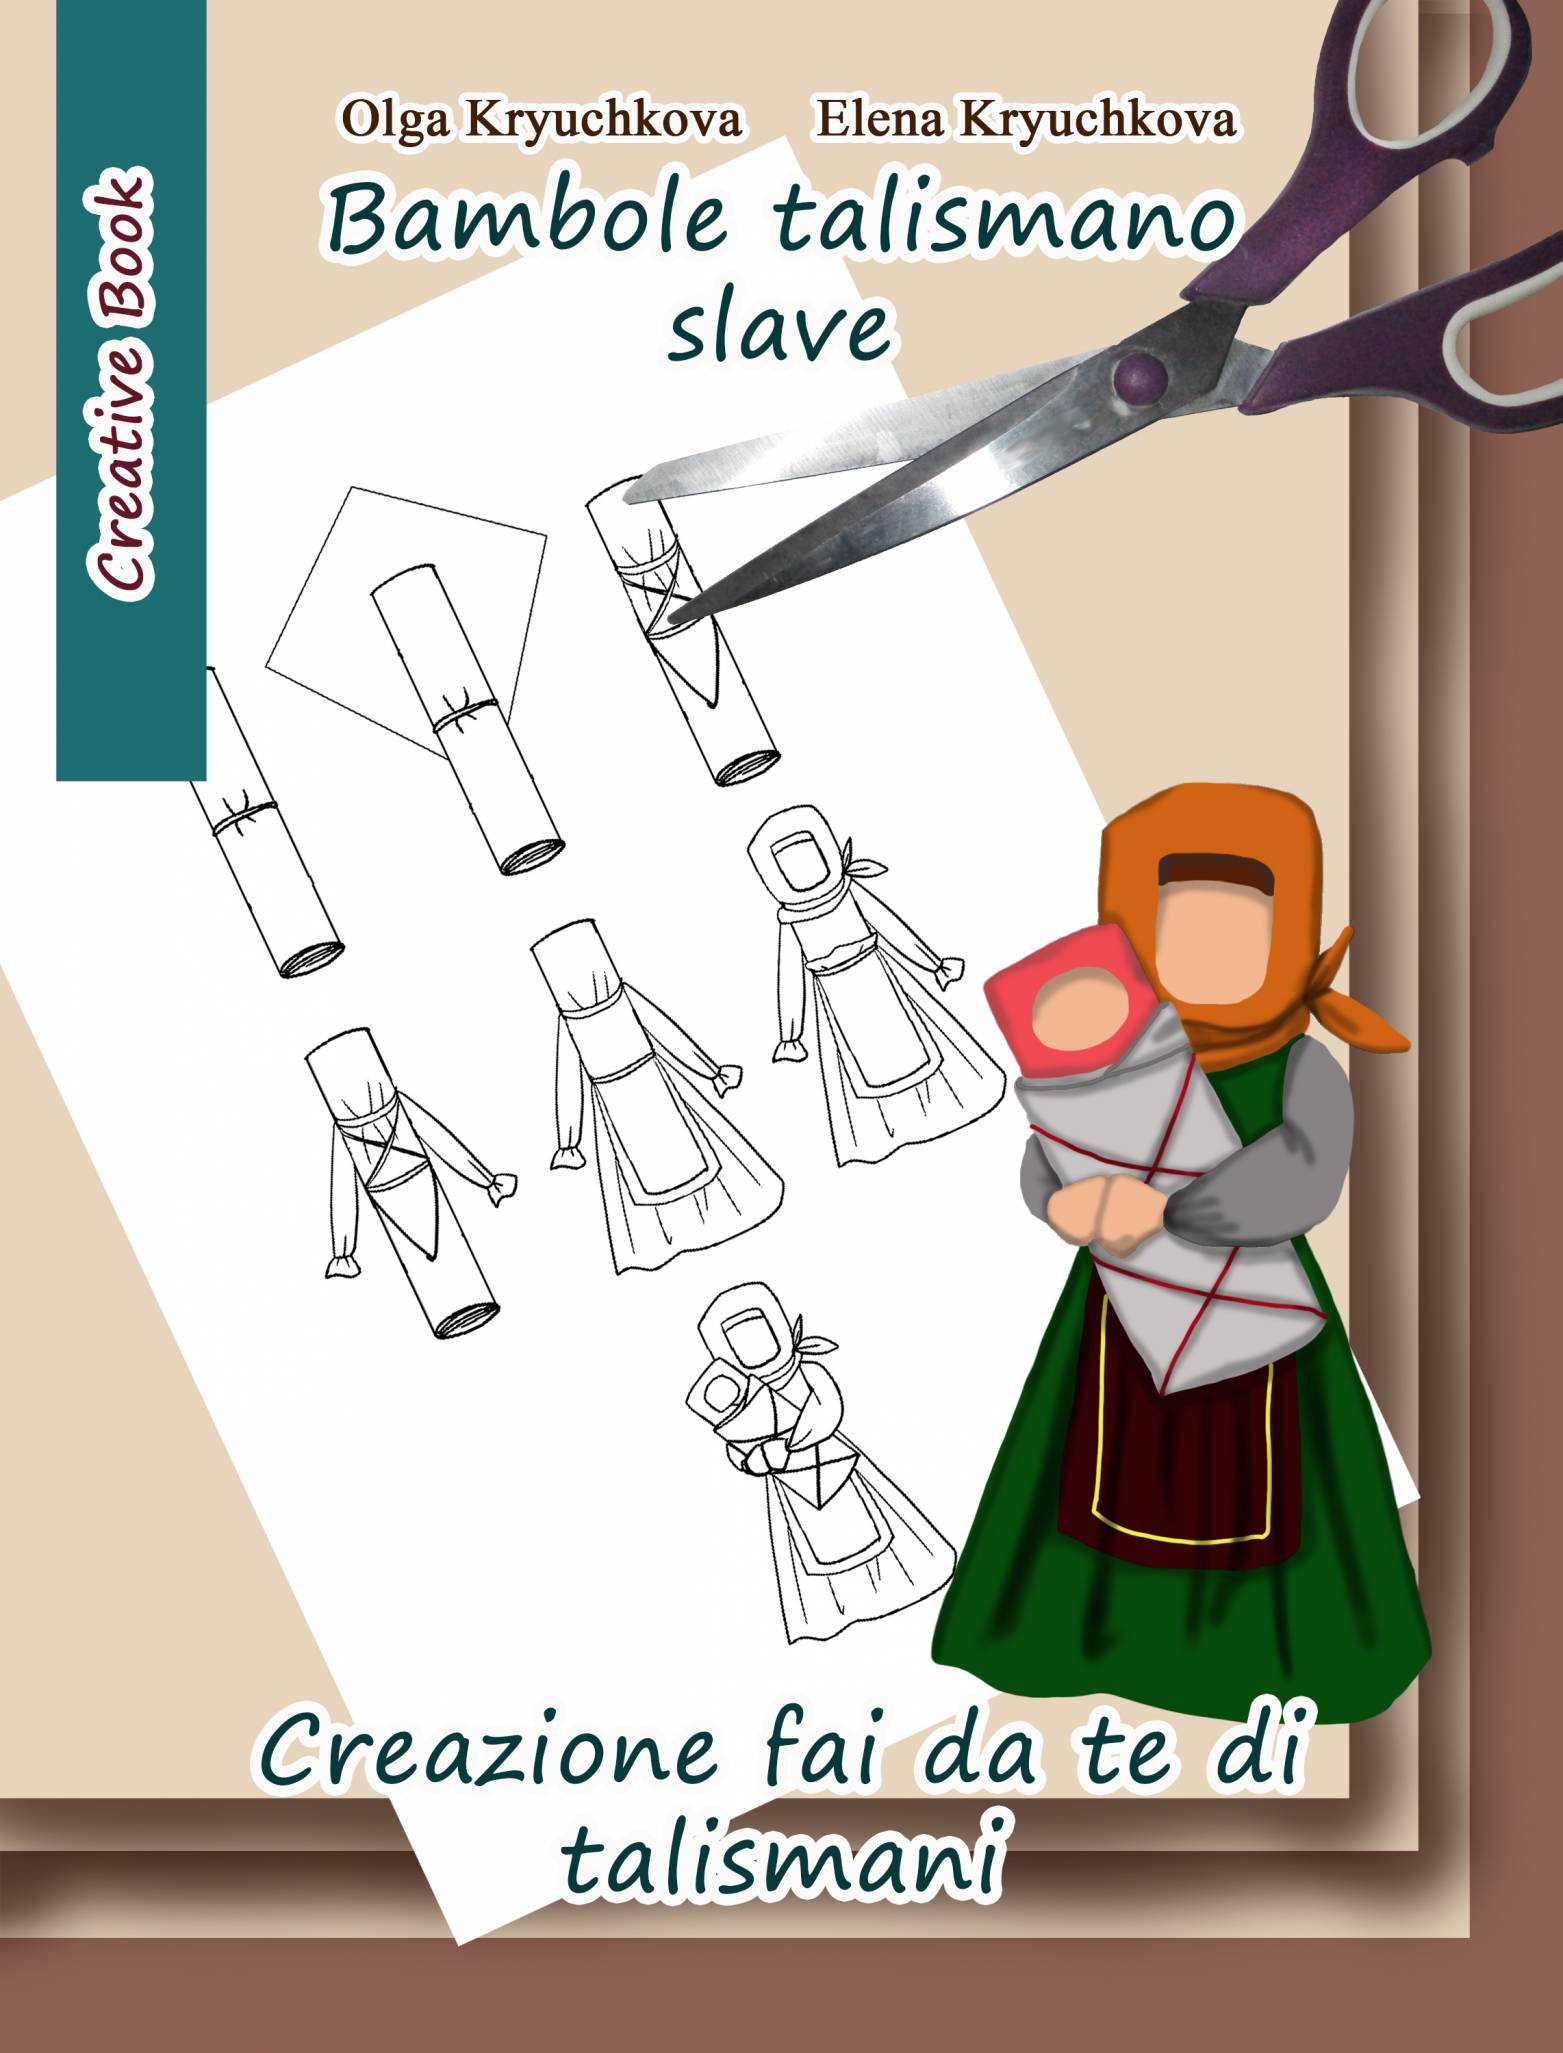 Olga Kryuchkova Elena Kryuchkova
Bambole talismano
slave
Creative Book
Creazione fai da te di
talismani